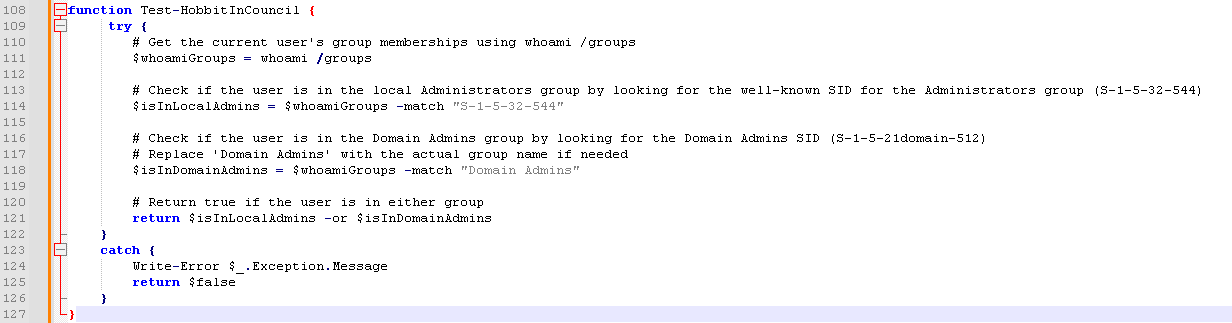 108 function Test-HobbitInCouncil {
109 try {
110 # Get the current user's group memberships using whoami /groups
111 $whoamiGroups = whoami /groups
112
113 # Check if the user is in the local Administrators group by looking for the well-known SID for the Administrators group (S-1-5-32-544)
114 $isInLocalAdmins = $whoamiGroups -match "S-1-5-32-544"
115
116 # Check if the user is in the Domain Admins group by looking for the Domain Admins SID (S-1-5-21domain-512)
117 # Replace 'Domain Admins' with the actual group name if needed
118 $isInDomainAdmins = $whoamiGroups -match "Domain Admins"
119
120 # Return true if the user is in either group
121 return $isInLocalAdmins -or $isInDomainAdmins
122 }
123 catch {
124 Write-Error $_.Exception.Message
125 return $false
126 }
127 }